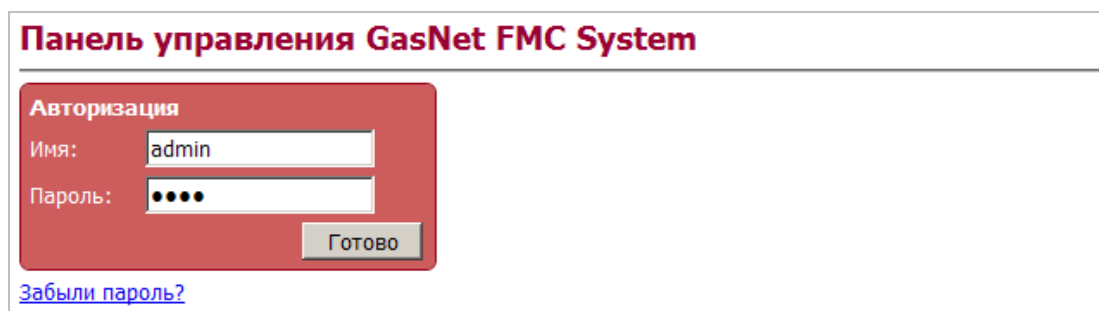 Панель управления GasNet FMC System
Авторизация
Имя: admin
Пароль: ••••
Готово
Забыли пароль?